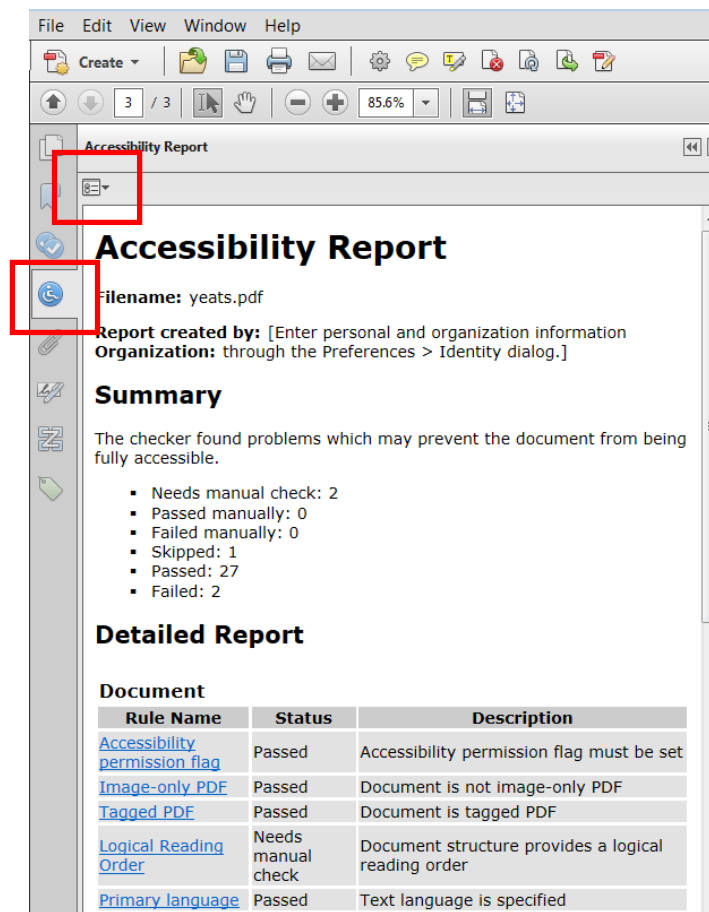 File Edit View Window Help
Create
3 / 3 85.6%
Accessibility Report
Accessibility Report
Filename: yeats.pdf
Report created by: [Enter personal and organization information
Organization: through the Preferences > Identity dialog.]
Summary
The checker found problems which may prevent the document from being
fully accessible.
▪ Needs manual check: 2
▪ Passed manually: 0
▪ Failed manually: 0
▪ Skipped: 1
▪ Passed: 27
▪ Failed: 2
Detailed Report
Document
Rule Name Status Description
Accessibility
permission flag Passed Accessibility permission flag must be set
Image-only PDF Passed Document is not image-only PDF
Tagged PDF Passed Document is tagged PDF
Logical Reading
Order Needs
manual
check Document structure provides a logical
reading order
Primary language Passed Text language is specified